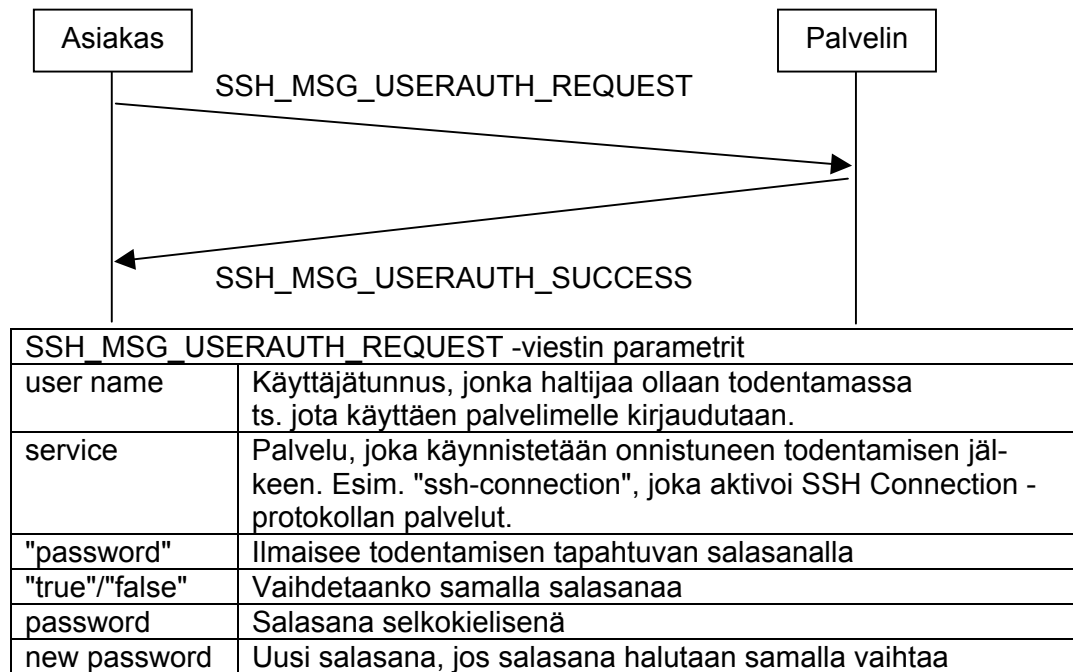 Asiakas
Palvelin
SSH_MSG_USERAUTH_REQUEST
SSH_MSG_USERAUTH_SUCCESS
SSH_MSG_USERAUTH_REQUEST -viestin parametrit
user name
Käyttäjätunnus, jonka haltijaa ollaan todentamassa
ts. jota käyttäen palvelimelle kirjaudutaan.
service
Palvelu, joka käynnistetään onnistuneen todentamisen jäl-
keen. Esim. "ssh-connection", joka aktivoi SSH Connection -
protokollan palvelut.
"password"
Ilmaisee todentamisen tapahtuvan salasanalla
"true"/"false"
Vaihdetaanko samalla salasanaa
password
Salasana selkokielisenä
new password
Uusi salasana, jos salasana halutaan samalla vaihtaa